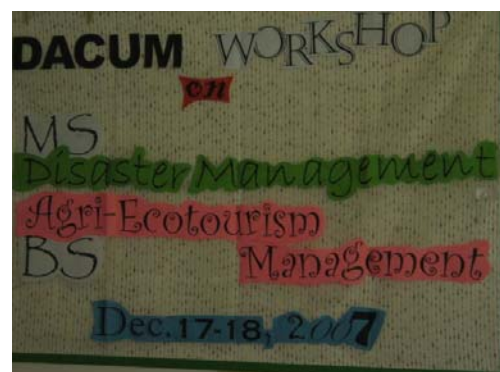 DACUM WORKSHOP
on
MS
Disaster Management
Agri-Ecotourism
BS Management
Dec. 17-18, 2007